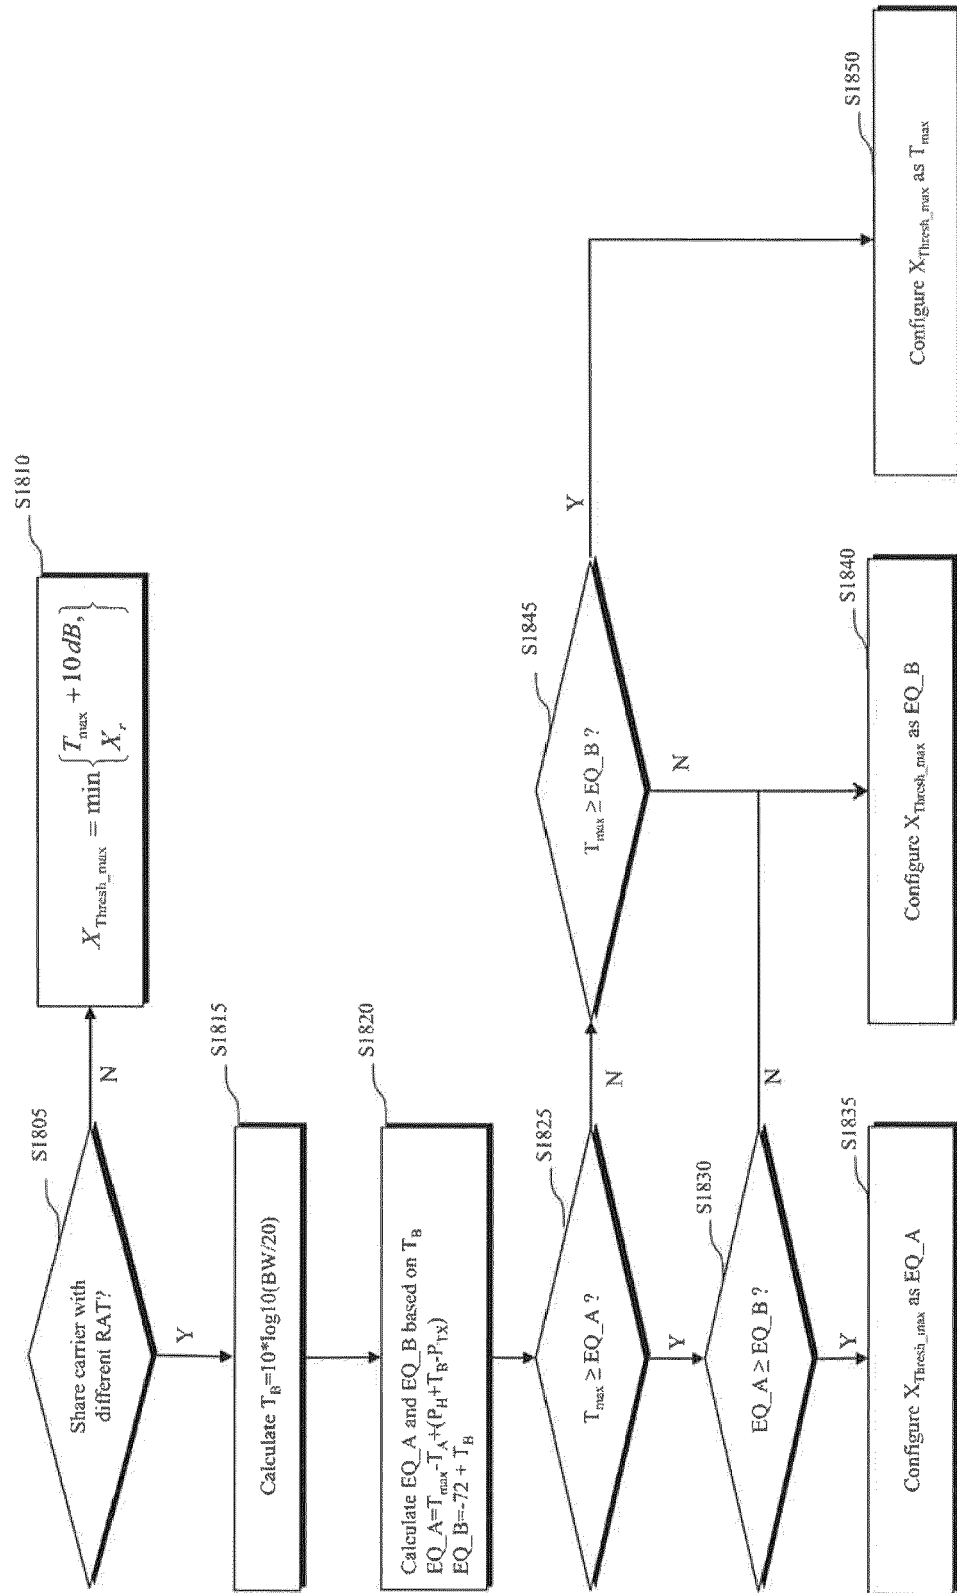 S1805
Share carrier with
different RAT?
N
Y
S1810
X_Thresh_max = min { T_max + 10 dB,
X_r }
S1815
Calculate T_B=10*log10(BW/20)
S1820
Calculate EQ_A and EQ_B based on T_B
EQ_A=T_max-T_A+(P_H+T_B-P_TX)
EQ_B=-72 + T_B
S1825
T_max ≥ EQ_A ?
N
Y
S1845
T_max ≥ EQ_B ?
Y
N
S1830
EQ_A ≥ EQ_B ?
N
Y
S1835
Configure X_Thresh_max as EQ_A
S1840
Configure X_Thresh_max as EQ_B
S1850
Configure X_Thresh_max as T_max